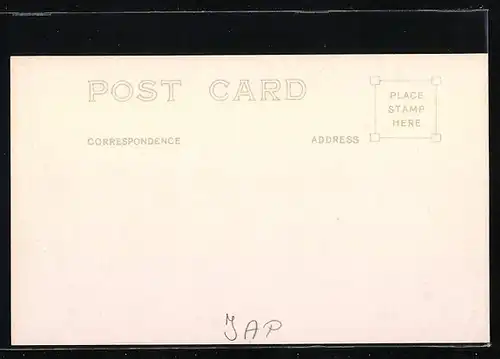 POST CARD
PLACE
STAMP
HERE
CORRESPONDENCE
ADDRESS
JAP